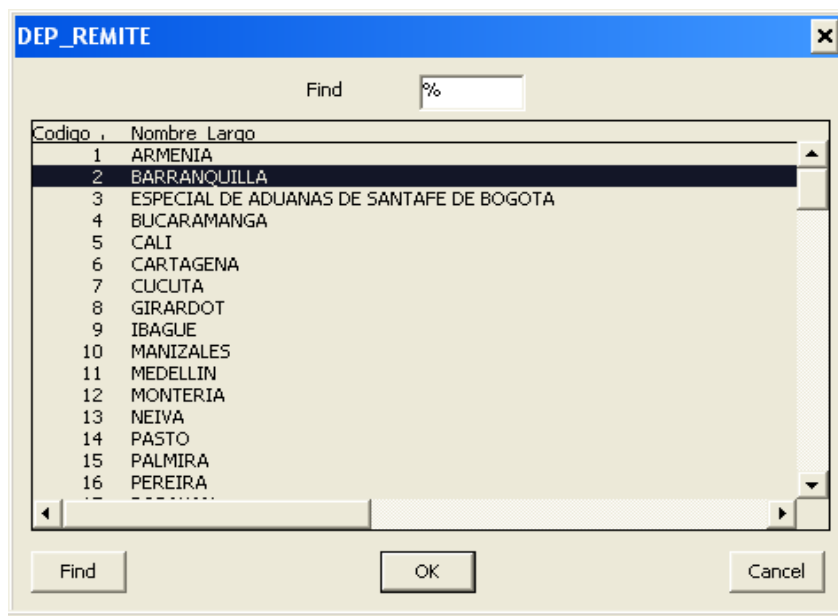 DEP_REMITE
Find %
Codigo Nombre Largo
1 ARMENIA
2 BARRANQUILLA
3 ESPECIAL DE ADUANAS DE SANTAFE DE BOGOTA
4 BUCARAMANGA
5 CALI
6 CARTAGENA
7 CUCUTA
8 GIRARDOT
9 IBAGUE
10 MANIZALES
11 MEDELLIN
12 MONTERIA
13 NEIVA
14 PASTO
15 PALMIRA
16 PEREIRA
Find OK Cancel